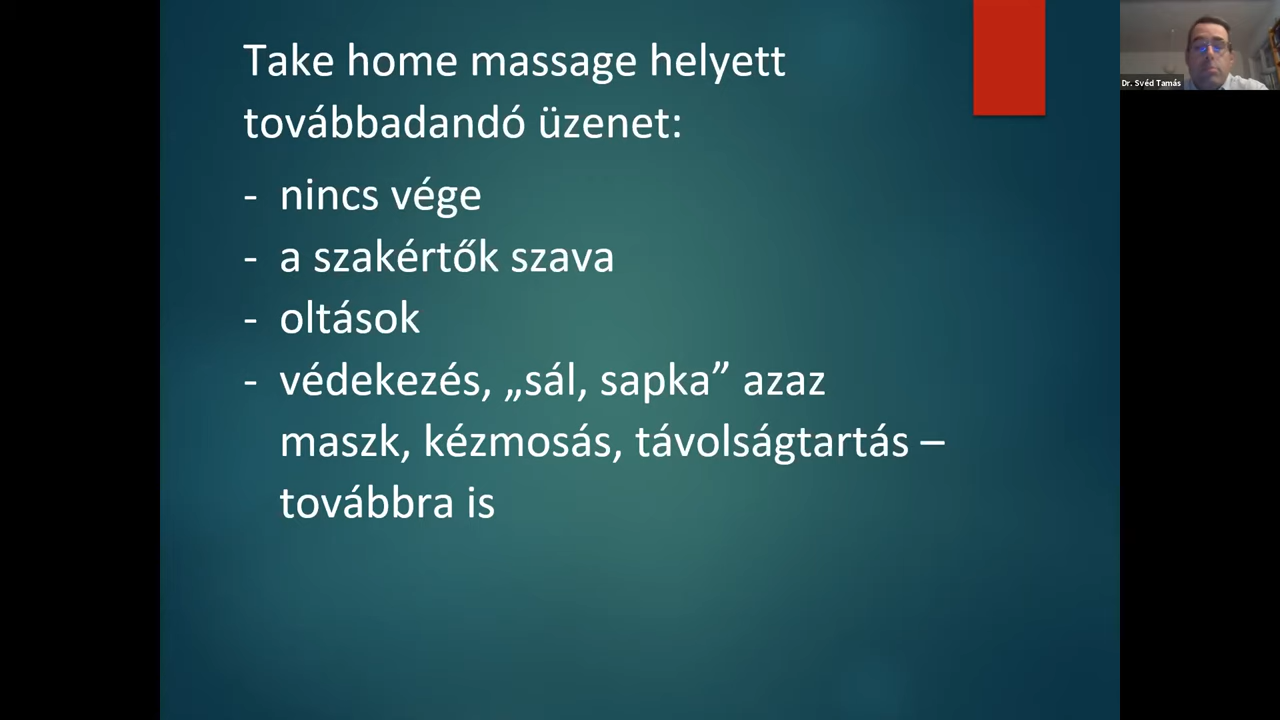 Take home massage helyett
továbbadandó üzenet:
- nincs vége
- a szakértők szava
- oltások
- védekezés, „sál, sapka” azaz
maszk, kézmosás, távolságtartás –
továbbra is
Dr. Svéd Tamás